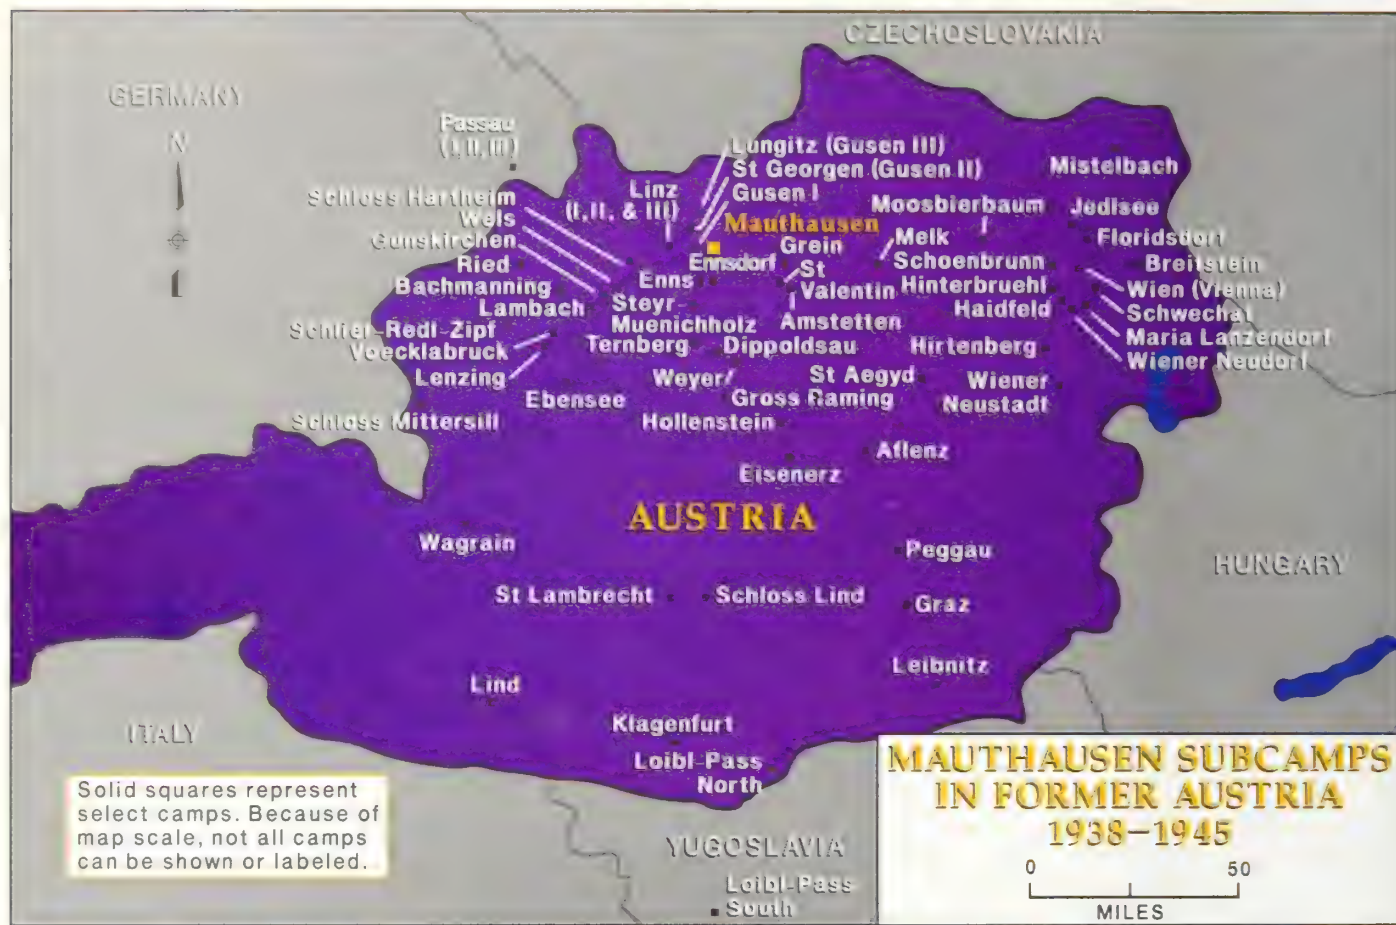 CZECHOSLOVAKIA
GERMANY
N
Passau
(I, II, III)
Lungitz (Gusen III)
St Georgen (Gusen II)
Gusen I
Mistelbach
Schloss Hartheim
Wels
Gunskirchen
Ried
Bachmanning
Lambach
Schlier-Redl-Zipf
Voecklabruck
Lenzing
Linz
(I, II, & III)
Mauthausen
Moosbierbaum
Jedlsee
Grein
Melk
Floridsdorf
Ennsdorf
St
Valentin
Schoenbrunn
Breitstein
Enns
Hinterbruehl
Wien (Vienna)
Steyr
Haidfeld
Schwechat
Muenichholz
Amstetten
Maria Lanzendorf
Ternberg
Dippoldsau
Hirtenberg
Wiener Neudorf
Weyer
St Aegyd
Wiener
Neustadt
Ebensee
Gross Raming
Schloss Mittersill
Hollenstein
Aflenz
Eisenerz
AUSTRIA
Wagrain
Peggau
HUNGARY
St Lambrecht
Schloss Lind
Graz
Leibnitz
Lind
Klagenfurt
ITALY
Loibl-Pass
North
Solid squares represent
select camps. Because of
map scale, not all camps
can be shown or labeled.
YUGOSLAVIA
Loibl-Pass
South
MAUTHAUSEN SUBCAMPS
IN FORMER AUSTRIA
1938–1945
0 50
MILES